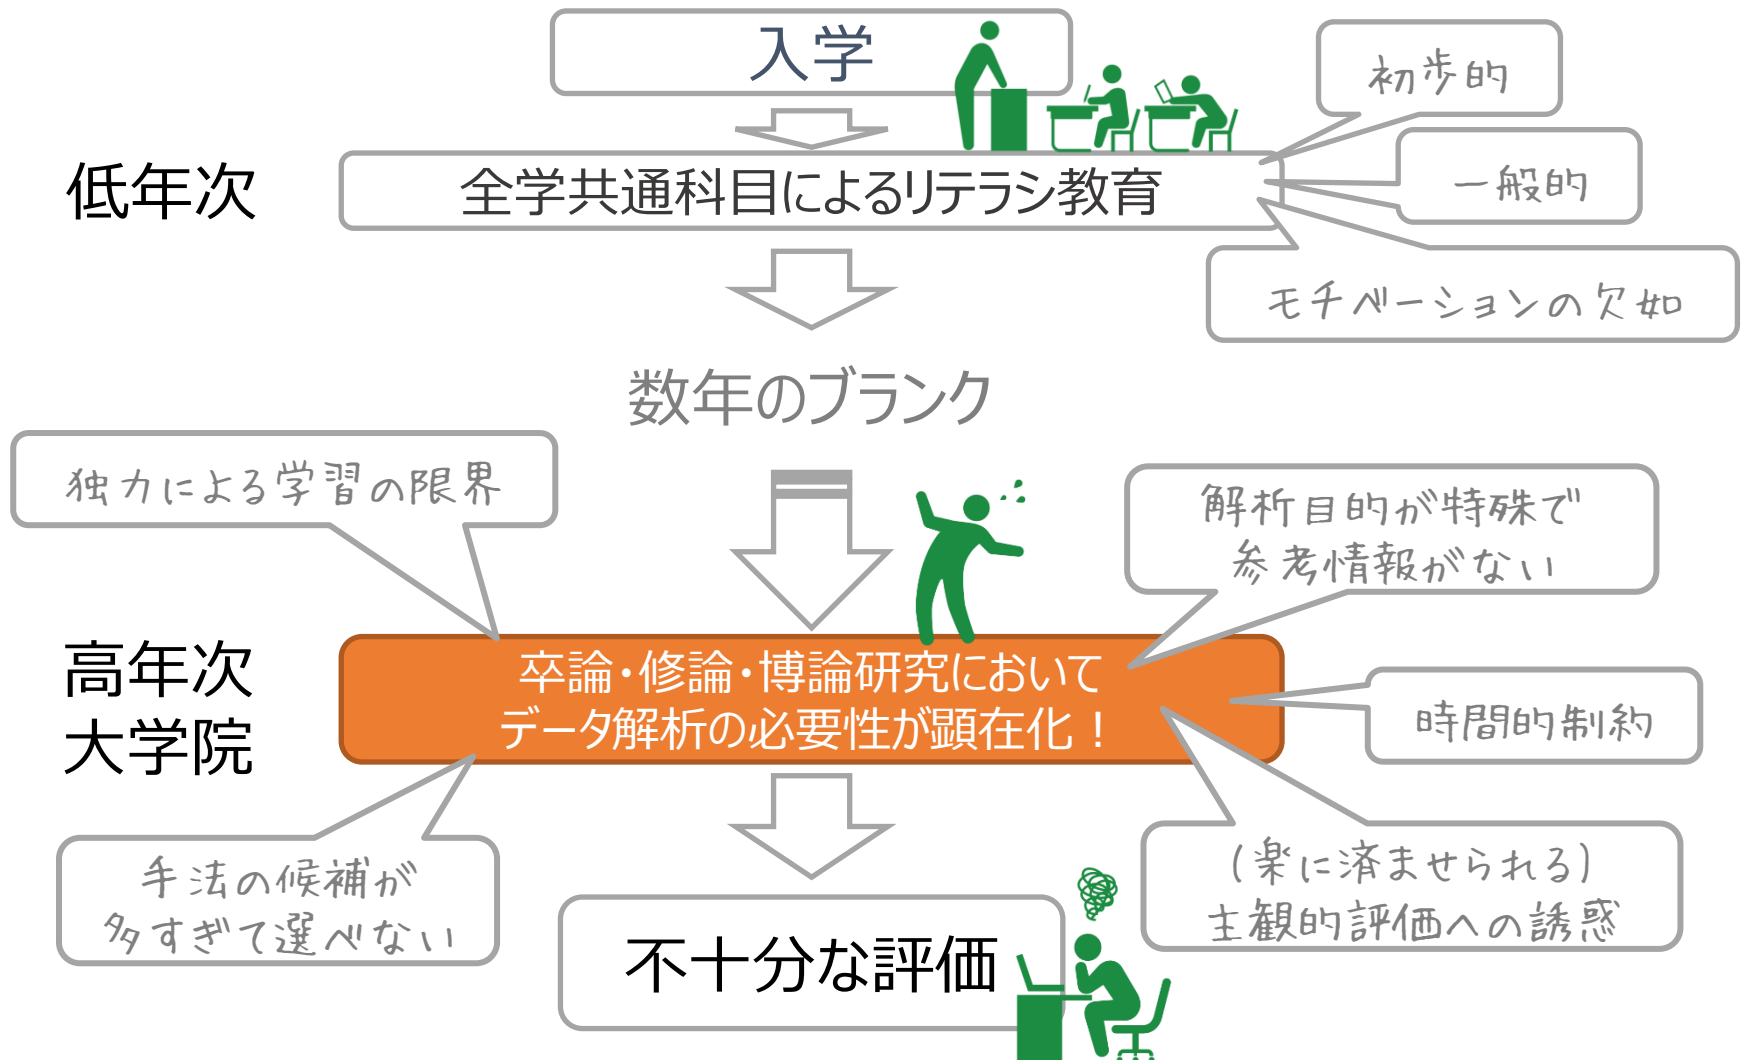 入学
初歩的
低年次
全学共通科目によるリテラシ教育
一般的
モチベーションの欠如
数年のブランク
独力による学習の限界
解析目的が特殊で
参考情報がない
高年次
大学院
卒論・修論・博論研究において
データ解析の必要性が顕在化！
時間的制約
手法の候補が
多すぎて選べない
(楽に済ませられる)
主観的評価への誘惑
不十分な評価